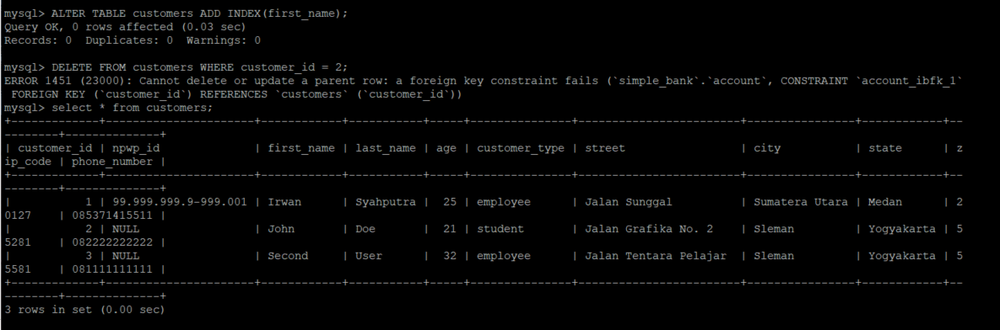 mysql> ALTER TABLE customers ADD INDEX(first_name);
Query OK, 0 rows affected (0.03 sec)
Records: 0  Duplicates: 0  Warnings: 0

mysql> DELETE FROM customers WHERE customer_id = 2;
ERROR 1451 (23000): Cannot delete or update a parent row: a foreign key constraint fails (`simple_bank`.`account`, CONSTRAINT `account_ibfk_1`
 FOREIGN KEY (`customer_id`) REFERENCES `customers` (`customer_id`))
mysql> select * from customers;
+-------------+----------------------+------------+-----------+-----+---------------+------------------------+----------------+------------+--
--------+--------------+
| customer_id | npwp_id              | first_name | last_name | age | customer_type | street                 | city           | state      | z
ip_code | phone_number |
+-------------+----------------------+------------+-----------+-----+---------------+------------------------+----------------+------------+--
--------+--------------+
|           1 | 99.999.999.9-999.001 | Irwan      | Syahputra |  25 | employee      | Jalan Sunggal          | Sumatera Utara | Medan      | 2
0127    | 085371415511 |
|           2 | NULL                 | John       | Doe       |  21 | student       | Jalan Grafika No. 2    | Sleman         | Yogyakarta | 5
5281    | 082222222222 |
|           3 | NULL                 | Second     | User      |  32 | employee      | Jalan Tentara Pelajar  | Sleman         | Yogyakarta | 5
5581    | 081111111111 |
+-------------+----------------------+------------+-----------+-----+---------------+------------------------+----------------+------------+--
--------+--------------+
3 rows in set (0.00 sec)